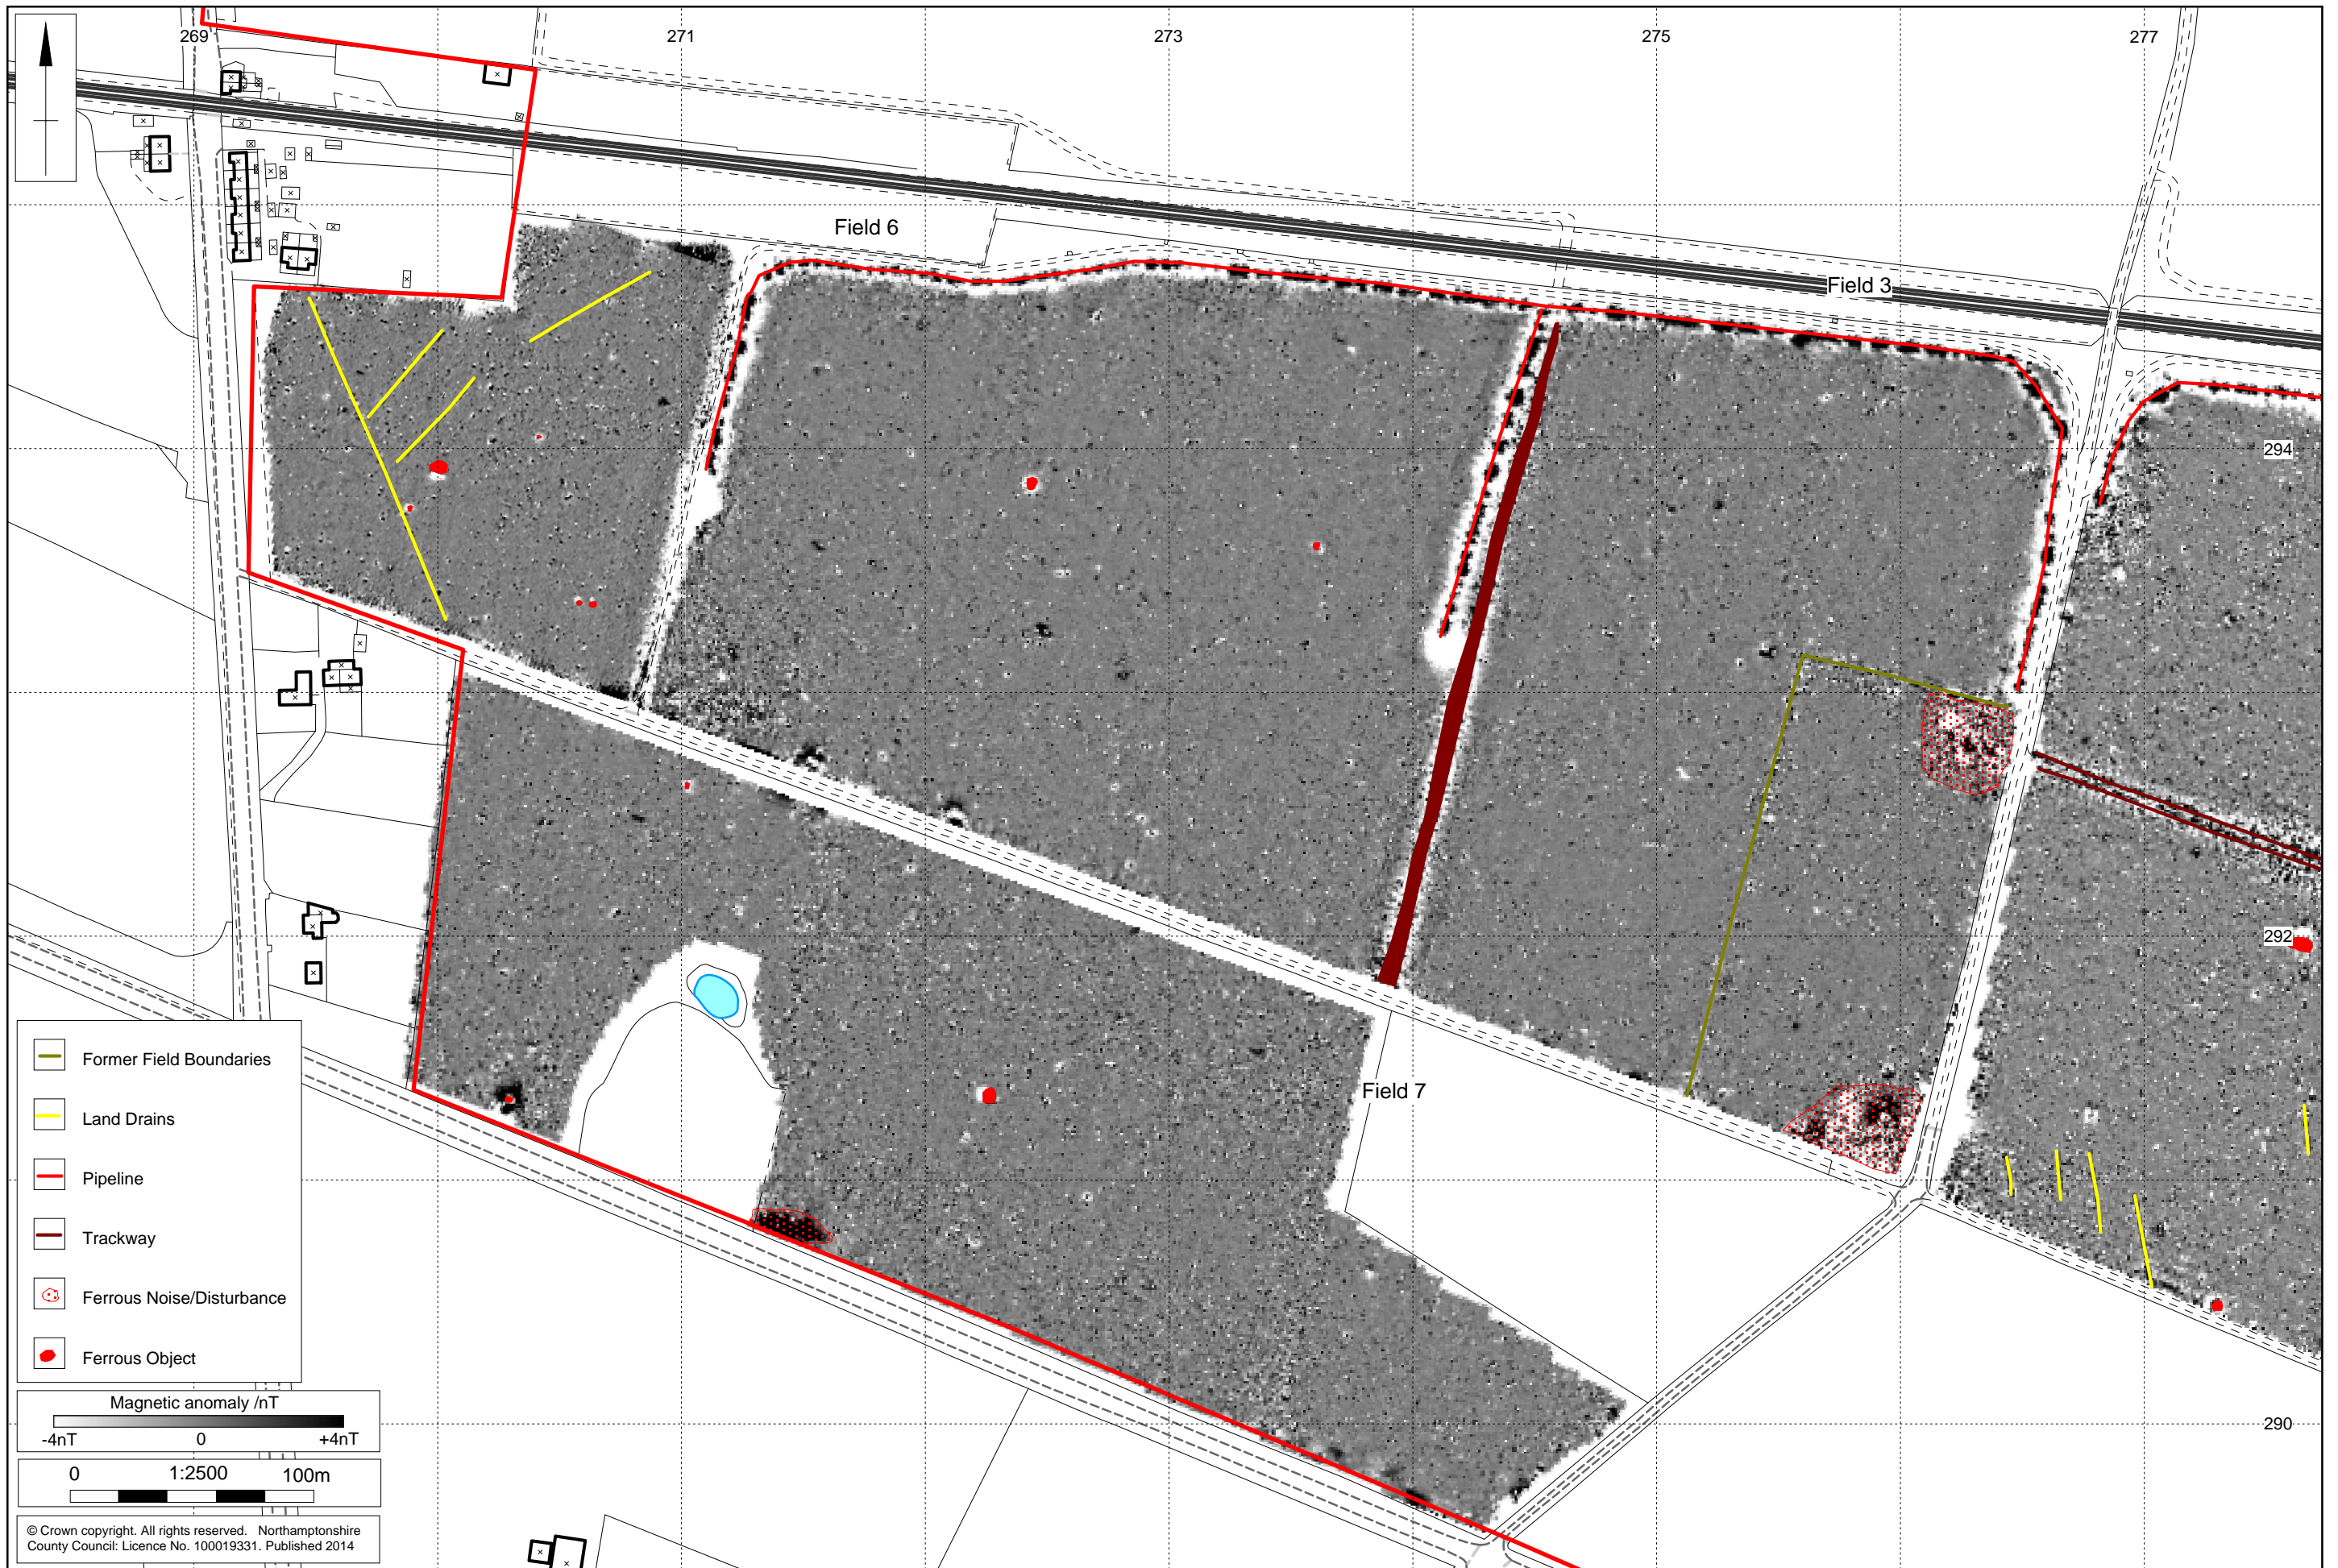 269
271
273
275
277
Field 6
Field 3
294
292
Field 7
Former Field Boundaries
Land Drains
Pipeline
Trackway
Ferrous Noise/Disturbance
Ferrous Object
Magnetic anomaly /nT
-4nT 0 +4nT
290
0 1:2500 100m
© Crown copyright. All rights reserved. Northamptonshire
County Council: Licence No. 100019331. Published 2014